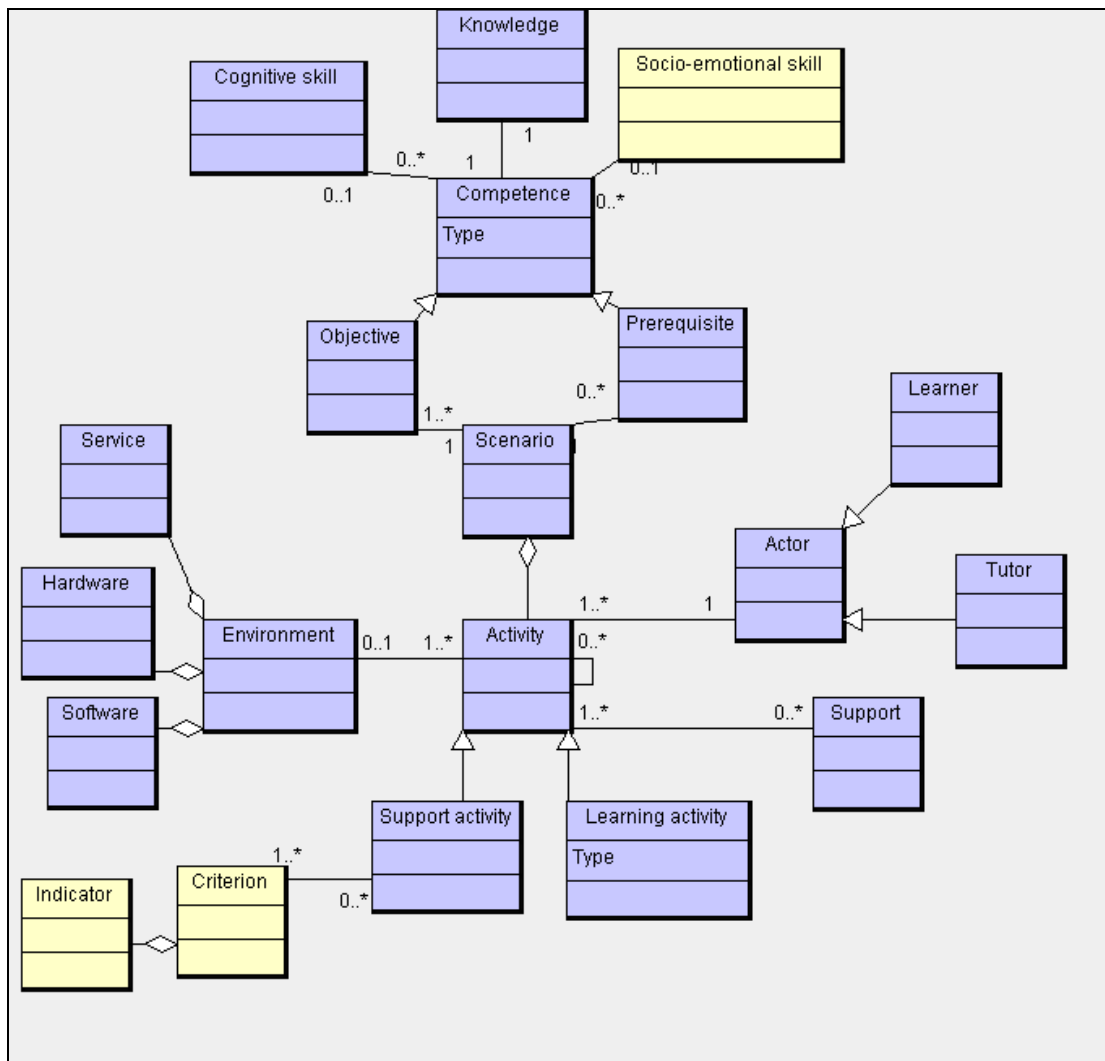 Knowledge
Socio-emotional skill
Cognitive skill
1
0..*
1
0..1
0..1
0..*
Competence
Type
Prerequisite
Objective
0..*
Learner
1..*
Service
Scenario
1
Actor
Hardware
Tutor
1..*
1
Environment
0..1
1..*
Activity
0..*
Software
1..*
0..*
Support
Support activity
Learning activity
Type
1..*
Criterion
Indicator
0..*